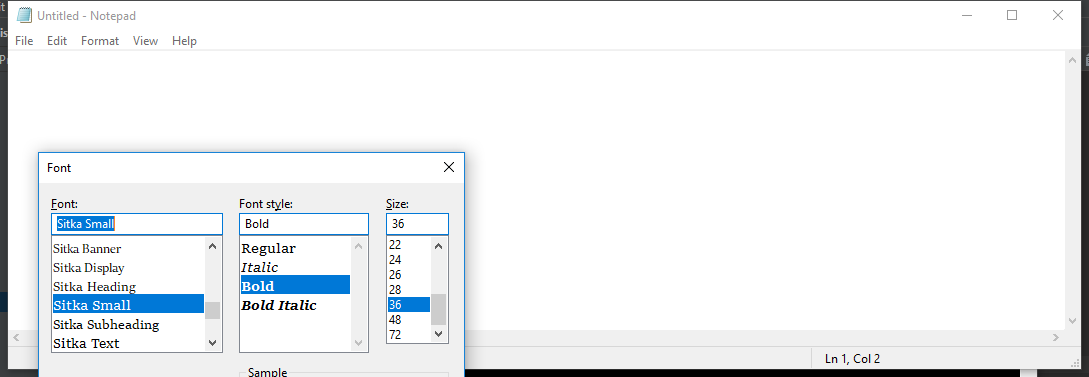 Untitled - Notepad
File Edit Format View Help
Font
Font: Font style: Size:
Sitka Small Bold 36
Sitka Banner
Sitka Display
Sitka Heading
Sitka Small
Sitka Subheading
Sitka Text
Regular
Italic
Bold
Bold Italic
22
24
26
28
36
48
72
Sample
Ln 1, Col 2